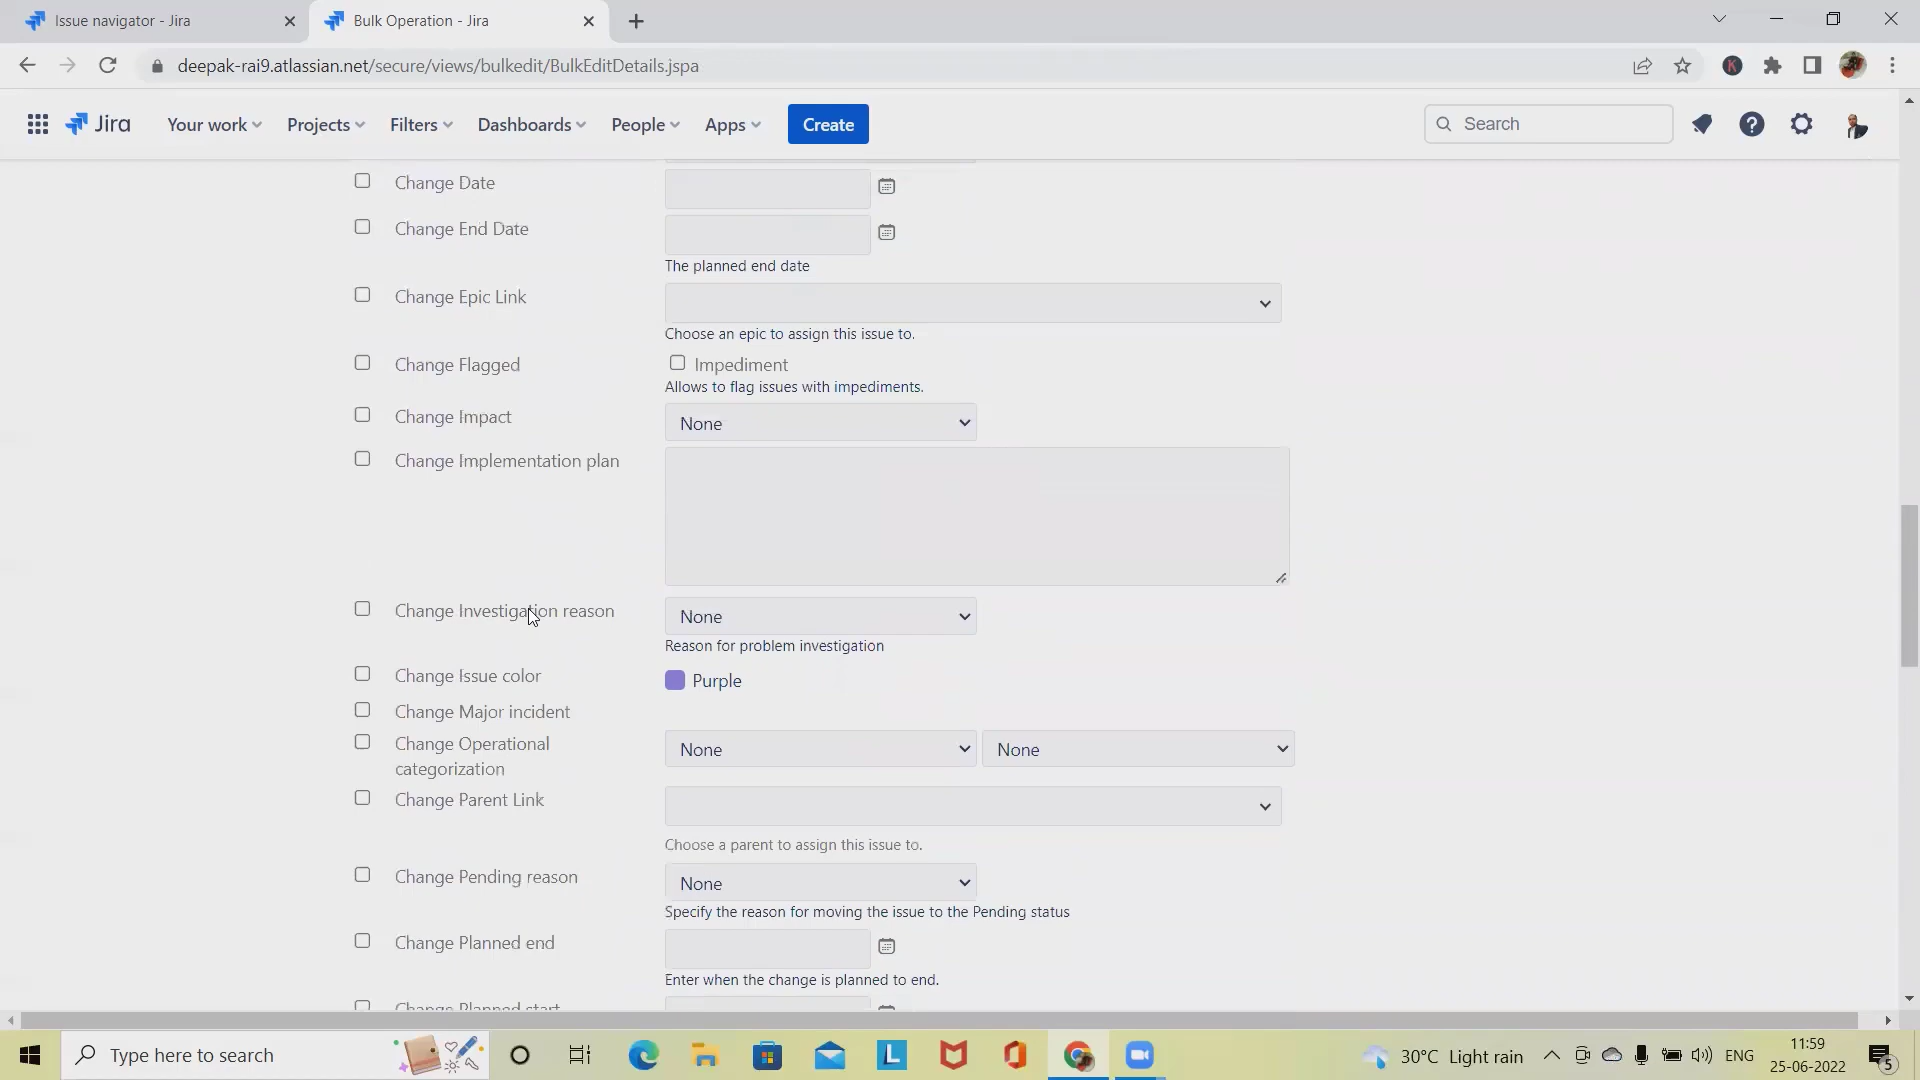 Issue navigator - Jira
Bulk Operation - Jira
deepak-rai9.atlassian.net/secure/views/bulkedit/BulkEditDetails.jspa
K
Jira
Your work
Projects
Filters
Dashboards
People
Apps
Create
Search
Change Date
Change End Date
The planned end date
Change Epic Link
Choose an epic to assign this issue to.
Change Flagged
Impediment
Allows to flag issues with impediments.
Change Impact
None
Change Implementation plan
Change Investigation reason
None
Reason for problem investigation
Change Issue color
Purple
Change Major incident
Change Operational
categorization
None
None
Change Parent Link
Choose a parent to assign this issue to.
Change Pending reason
None
Specify the reason for moving the issue to the Pending status
Change Planned end
Enter when the change is planned to end.
Change Planned start
Type here to search
L
30°C Light rain
ENG
11:59
25-06-2022
5